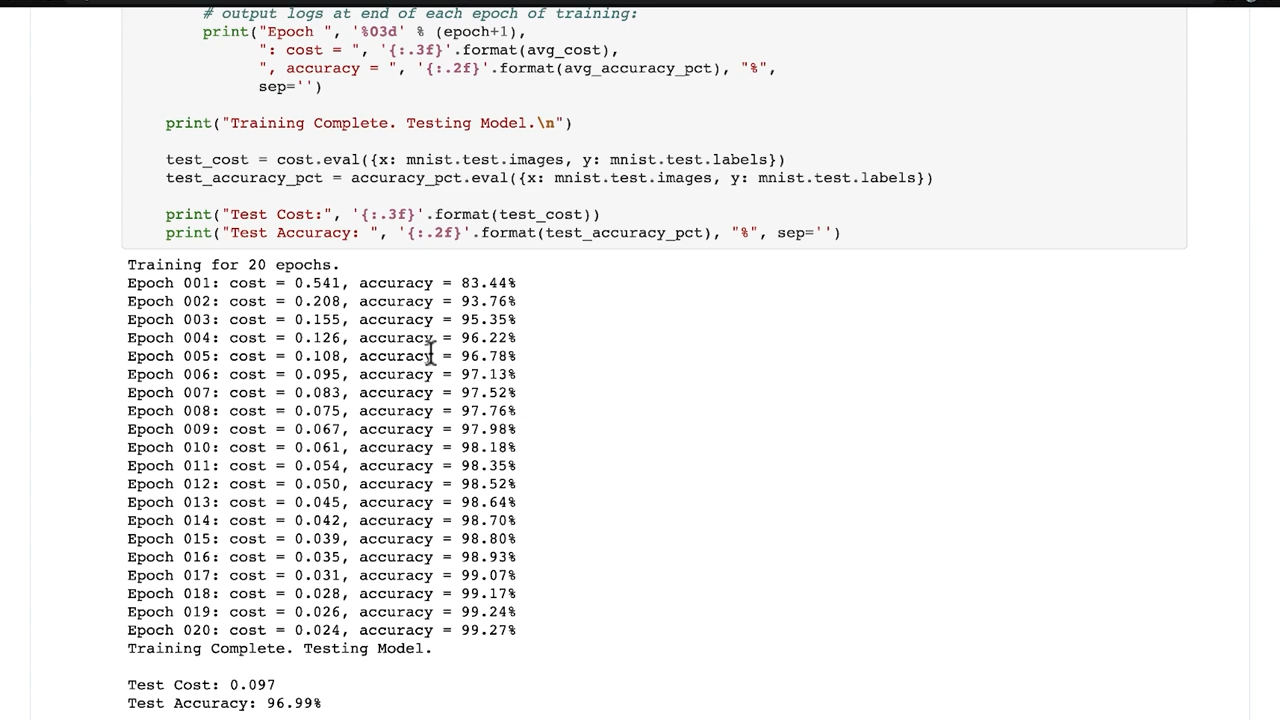 # output logs at end of each epoch of training:
print("Epoch ", '%03d' % (epoch+1),
": cost = ", '{:.3f}'.format(avg_cost),
", accuracy = ", '{:.2f}'.format(avg_accuracy_pct), "%",
sep='')
print("Training Complete. Testing Model.\n")
test_cost = cost.eval({x: mnist.test.images, y: mnist.test.labels})
test_accuracy_pct = accuracy_pct.eval({x: mnist.test.images, y: mnist.test.labels})
print("Test Cost:", '{:.3f}'.format(test_cost))
print("Test Accuracy: ", '{:.2f}'.format(test_accuracy_pct), "%", sep='')
Training for 20 epochs.
Epoch 001: cost = 0.541, accuracy = 83.44%
Epoch 002: cost = 0.208, accuracy = 93.76%
Epoch 003: cost = 0.155, accuracy = 95.35%
Epoch 004: cost = 0.126, accuracy = 96.22%
Epoch 005: cost = 0.108, accuracy = 96.78%
Epoch 006: cost = 0.095, accuracy = 97.13%
Epoch 007: cost = 0.083, accuracy = 97.52%
Epoch 008: cost = 0.075, accuracy = 97.76%
Epoch 009: cost = 0.067, accuracy = 97.98%
Epoch 010: cost = 0.061, accuracy = 98.18%
Epoch 011: cost = 0.054, accuracy = 98.35%
Epoch 012: cost = 0.050, accuracy = 98.52%
Epoch 013: cost = 0.045, accuracy = 98.64%
Epoch 014: cost = 0.042, accuracy = 98.70%
Epoch 015: cost = 0.039, accuracy = 98.80%
Epoch 016: cost = 0.035, accuracy = 98.93%
Epoch 017: cost = 0.031, accuracy = 99.07%
Epoch 018: cost = 0.028, accuracy = 99.17%
Epoch 019: cost = 0.026, accuracy = 99.24%
Epoch 020: cost = 0.024, accuracy = 99.27%
Training Complete. Testing Model.
Test Cost: 0.097
Test Accuracy: 96.99%